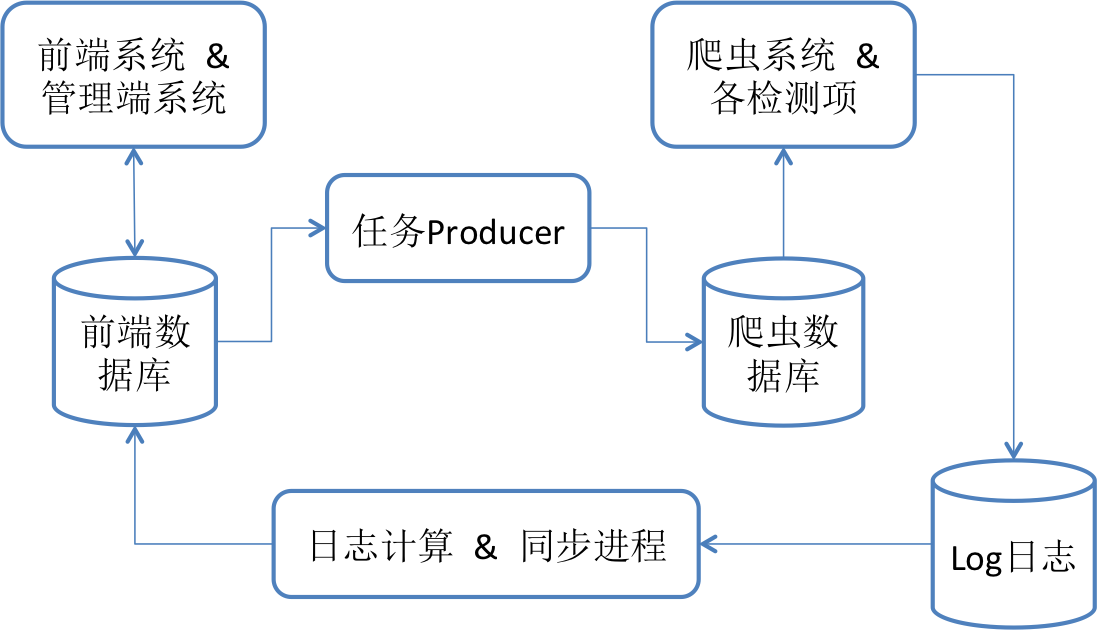 前端系统 &
管理端系统
爬虫系统 &
各检测项
任务Producer
前端数
据库
爬虫数
据库
日志计算 & 同步进程
Log日志